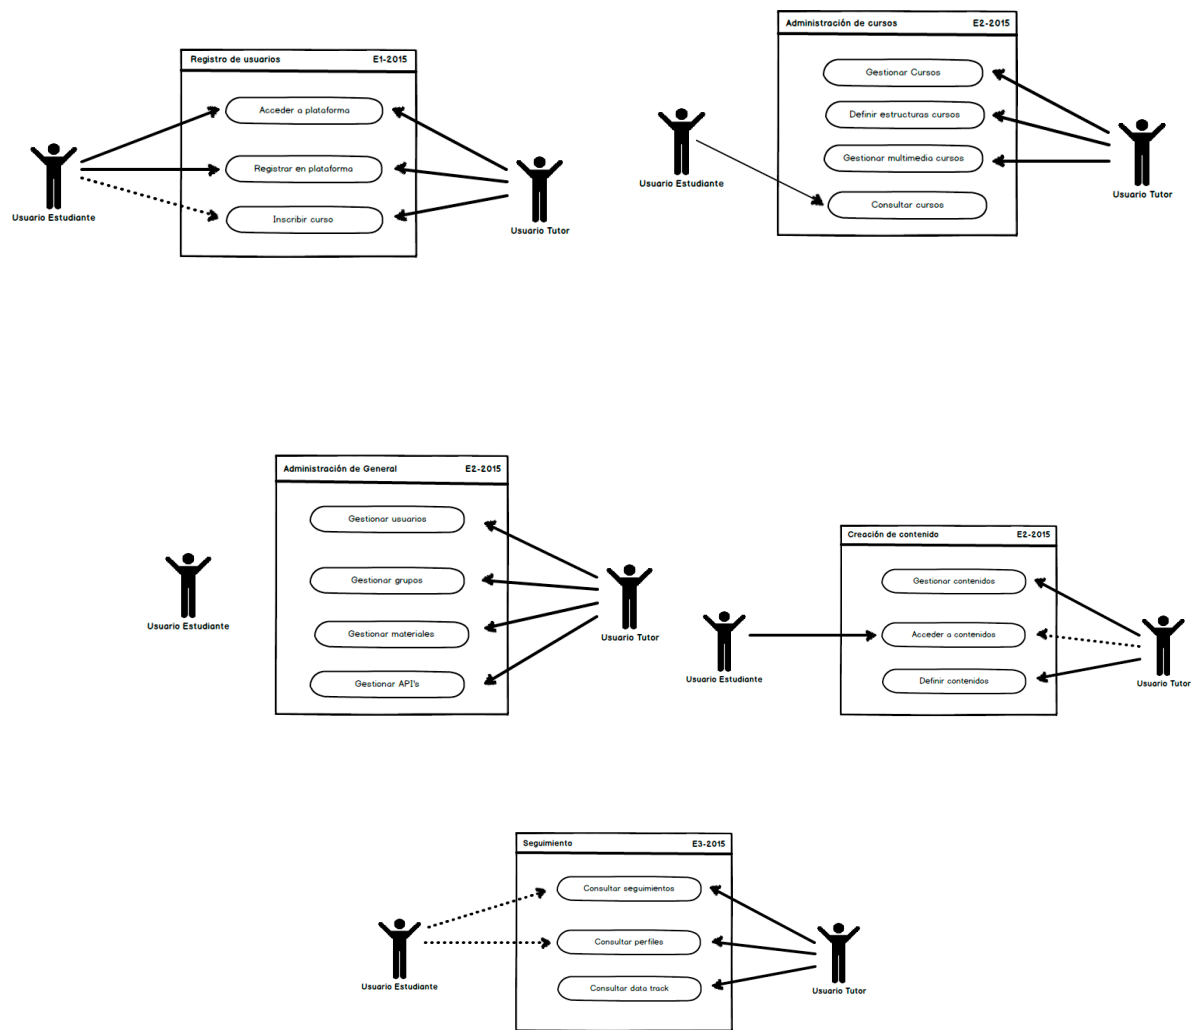 Registro de usuarios E1-2015
Acceder a plataforma
Registrar en plataforma
Inscribir curso
Usuario Estudiante
Usuario Tutor
Administración de cursos E2-2015
Gestionar Cursos
Definir estructuras cursos
Gestionar multimedia cursos
Consultar cursos
Usuario Estudiante
Usuario Tutor
Administración de General E2-2015
Gestionar usuarios
Gestionar grupos
Gestionar materiales
Gestionar API's
Usuario Estudiante
Usuario Tutor
Creación de contenido E2-2015
Gestionar contenidos
Acceder a contenidos
Definir contenidos
Usuario Estudiante
Usuario Tutor
Seguimiento E3-2015
Consultar seguimientos
Consultar perfiles
Consultar data track
Usuario Estudiante
Usuario Tutor